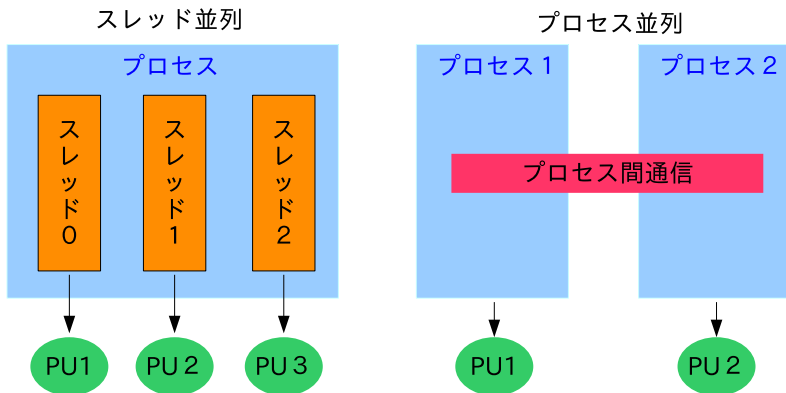 スレッド並列
プロセス
スレッド0
スレッド1
スレッド2
PU1
PU２
PU３
プロセス並列
プロセス１
プロセス２
プロセス間通信
PU1
PU２